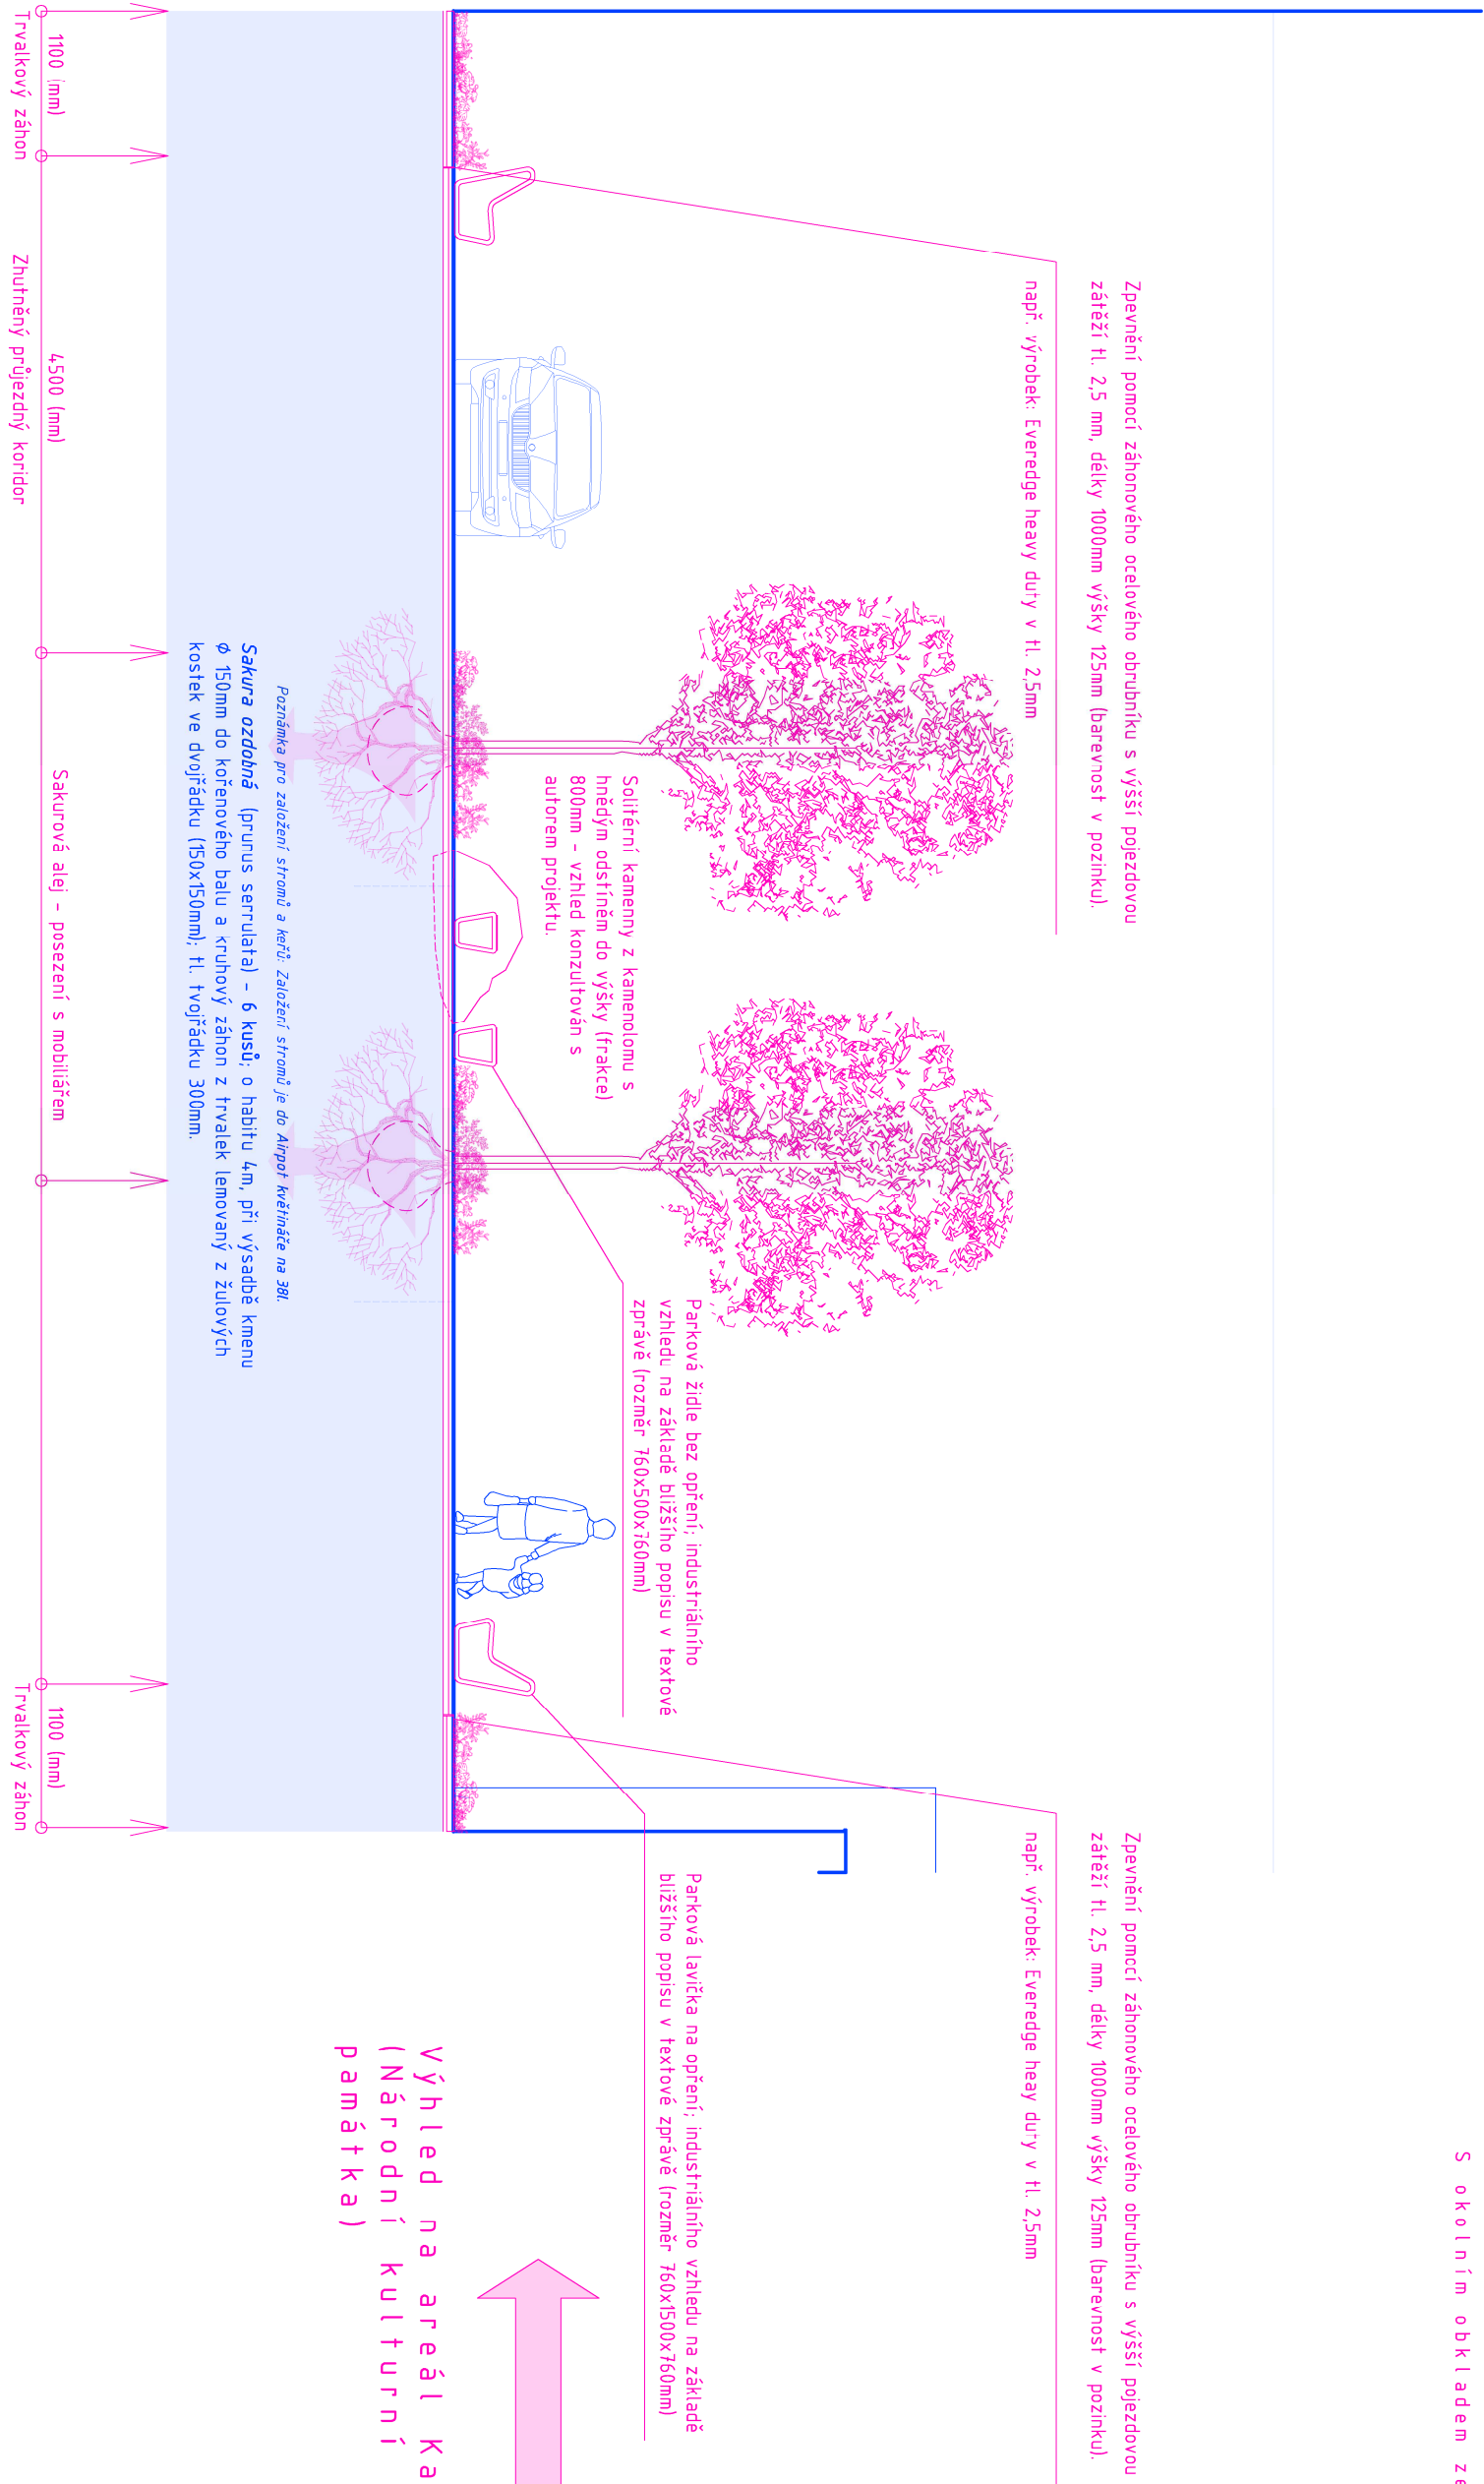 S okolním obkladem
Zpevnění pomocí záhonového ocelového obrubníku s výšší pojezdovou
zátěží tl. 2,5 mm, délky 1000mm výšky 125mm (barevnost v pozinku).
např. výrobek: Everedge heavy duty v tl. 2,5mm
Zpevnění pomocí záhonového ocelového obrubníku s výšší pojezdovou
zátěží tl. 2,5 mm, délky 1000mm výšky 125mm (barevnost v pozinku).
např. výrobek: Everedge heay duty v tl. 2,5mm
Solitérní kamenny z kamenolomu s
hnědým odstíněm do výšky (frakce)
800mm - vzhled konzultován s
autorem projektu.
Parková židle bez opření; industriálního
vzhledu na základě bližšího popisu v textové
zprávě (rozměr 760x500x760mm)
Parková lavička na opření; industriálního vzhledu na základě
bližšího popisu v textové zprávě (rozměr 760x1500x760mm)
Výhled na areál Ka
(Národní kulturní
památka)
Poznámka pro založení stromů a keřů: Založení stromů je do Airpot květináče na 38l.
Sakura ozdobná (prunus serrulata) - 6 kusů; o habitu 4m, při výsadbě kmenu
φ 150mm do kořenového balu a kruhový záhon z trvalek lemovaný z žulových
kostek ve dvojřádku (150x150mm); tl. tvojřádku 300mm.
1100 (mm)
Trvalkový záhon
4500 (mm)
Zhutněný průjezdný koridor
Sakurová alej - posezení s mobiliářem
1100 (mm)
Trvalkový záhon